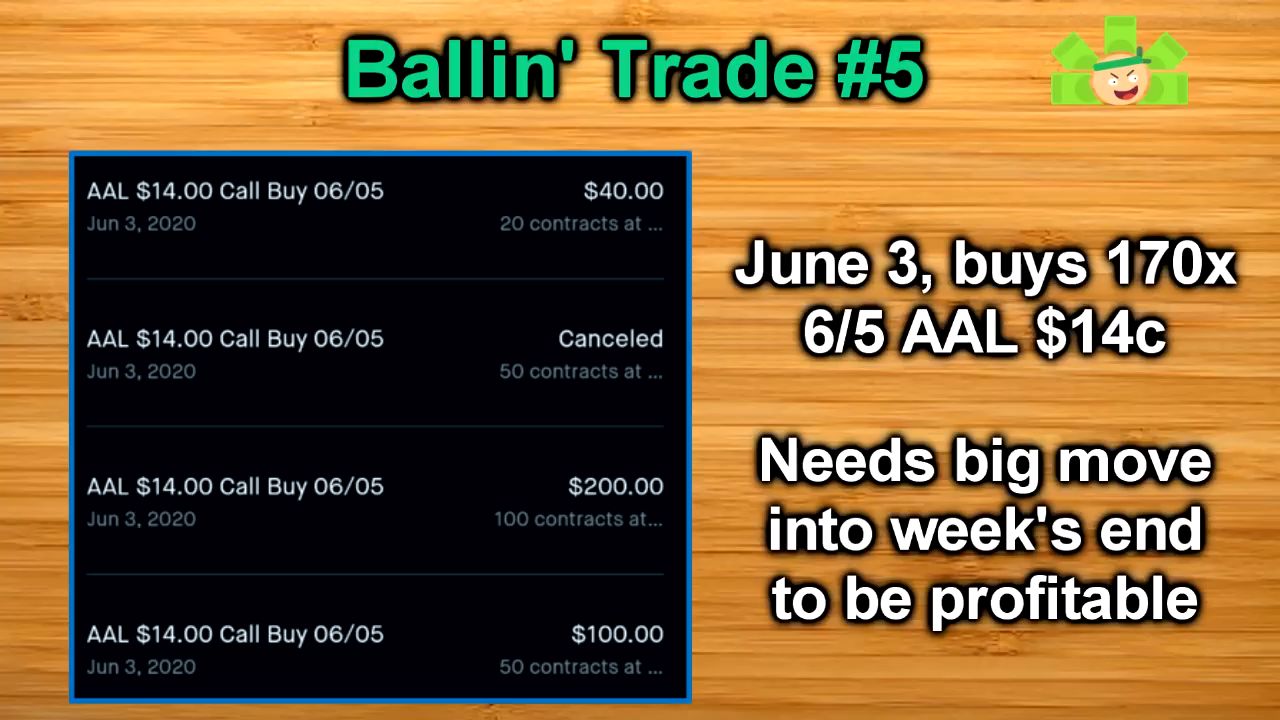 Ballin' Trade #5
AAL $14.00 Call Buy 06/05
$40.00
Jun 3, 2020
20 contracts at ...
AAL $14.00 Call Buy 06/05
Canceled
Jun 3, 2020
50 contracts at ...
AAL $14.00 Call Buy 06/05
$200.00
Jun 3, 2020
100 contracts at...
AAL $14.00 Call Buy 06/05
$100.00
Jun 3, 2020
50 contracts at ...
June 3, buys 170x
6/5 AAL $14c
Needs big move
into week's end
to be profitable